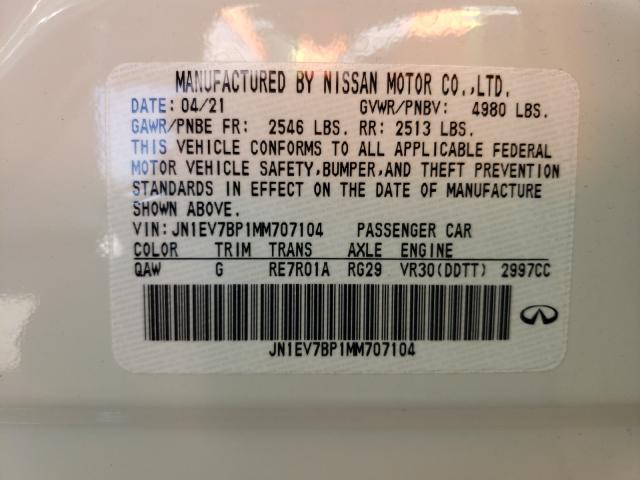 MANUFACTURED BY NISSAN MOTOR CO.,LTD.
DATE: 04/21 GVWR/PNBV: 4980 LBS.
GAWR/PNBE FR: 2546 LBS. RR: 2513 LBS.
THIS VEHICLE CONFORMS TO ALL APPLICABLE FEDERAL
MOTOR VEHICLE SAFETY,BUMPER,AND THEFT PREVENTION
STANDARDS IN EFFECT ON THE DATE OF MANUFACTURE
SHOWN ABOVE.
VIN: JN1EV7BP1MM707104 PASSENGER CAR
COLOR TRIM TRANS AXLE ENGINE
QAW G RE7R01A RG29 VR30(DDTT) 2997CC
JN1EV7BP1MM707104